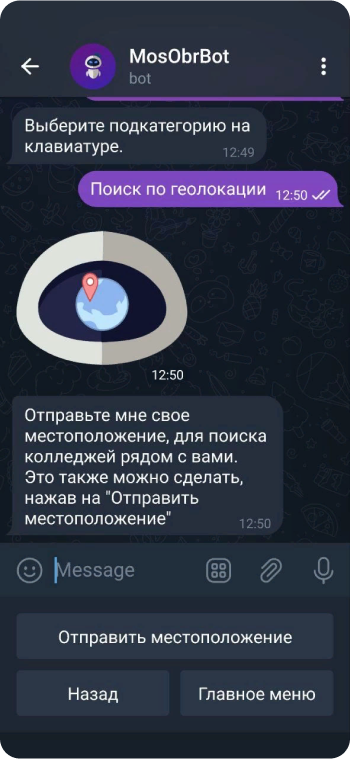 MosObrBot
bot
Выберите подкатегорию на
клавиатуре.
12:49
Поиск по геолокации 12:50
12:50
Отправьте мне свое
местоположение, для поиска
колледжей рядом с вами.
Это также можно сделать,
нажав на "Отправить
местоположение"
12:50
Message
Отправить местоположение
Назад
Главное меню